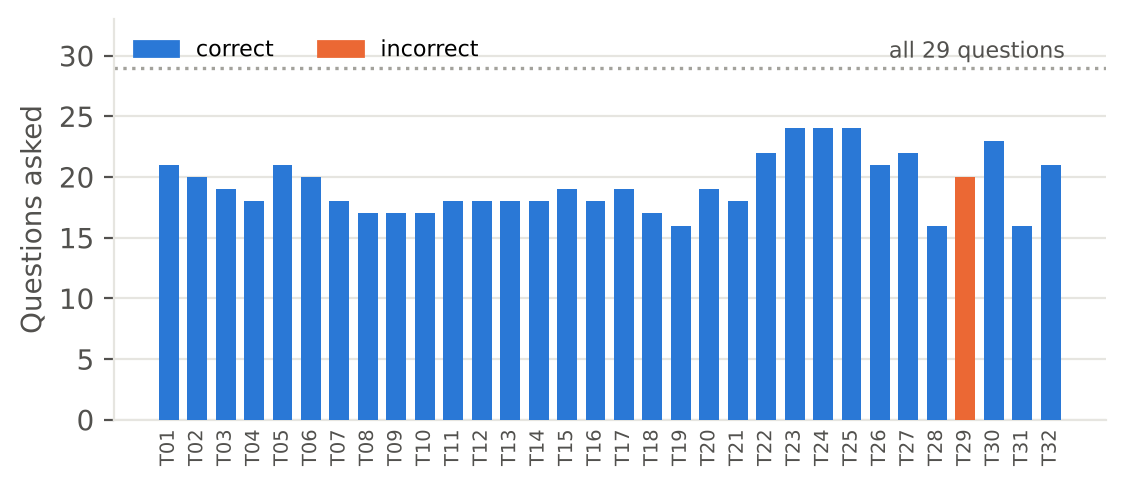 correct
incorrect
all 29 questions
Questions asked
30
25
20
15
10
5
0
T01
T02
T03
T04
T05
T06
T07
T08
T09
T10
T11
T12
T13
T14
T15
T16
T17
T18
T19
T20
T21
T22
T23
T24
T25
T26
T27
T28
T29
T30
T31
T32